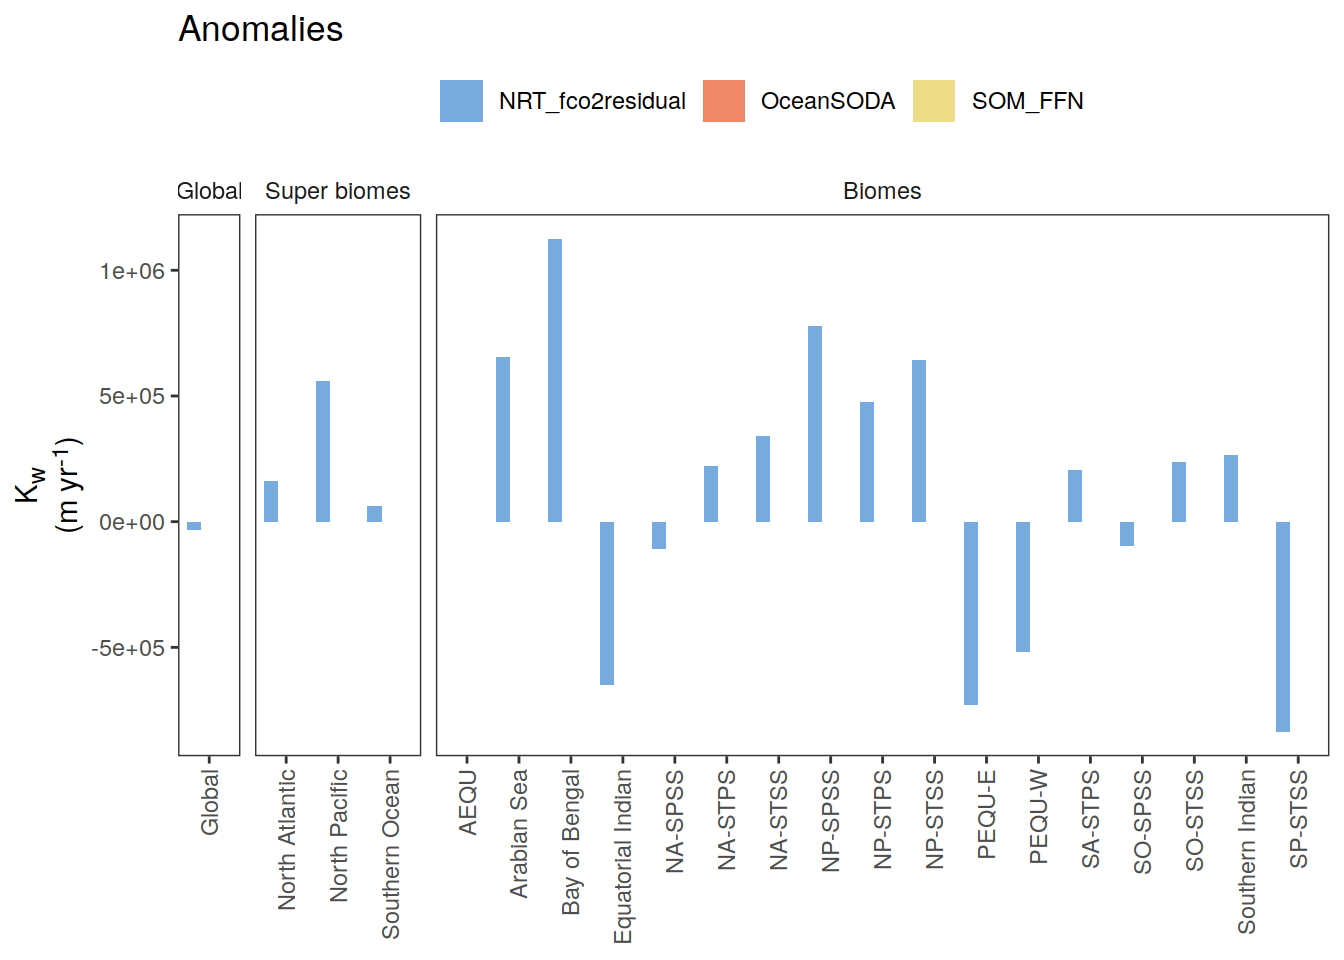 Anomalies
NRT_fco2residual OceanSODA SOM_FFN
Global Super biomes Biomes
1e+06
5e+05
0e+00
-5e+05
Kw
(m yr-1)
Global
North Atlantic
North Pacific
Southern Ocean
AEQU
Arabian Sea
Bay of Bengal
Equatorial Indian
NA-SPSS
NA-STPS
NA-STSS
NP-SPSS
NP-STPS
NP-STSS
PEQU-E
PEQU-W
SA-STPS
SO-SPSS
SO-STSS
Southern Indian
SP-STSS